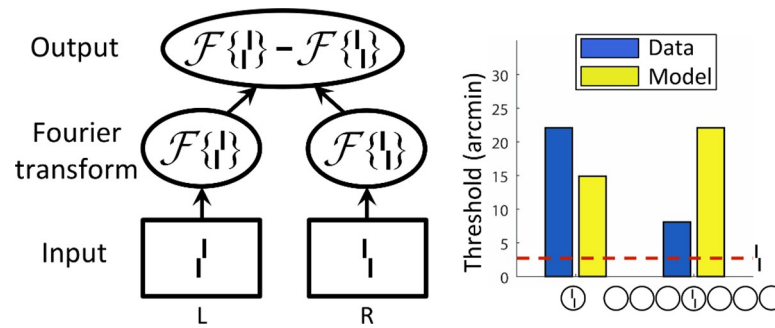 Output
ℱ{ } – ℱ{ }
Fourier
transform
ℱ{ }
ℱ{ }
Input
L
R
Data
Model
Threshold (arcmin)
30
25
20
15
10
5
0